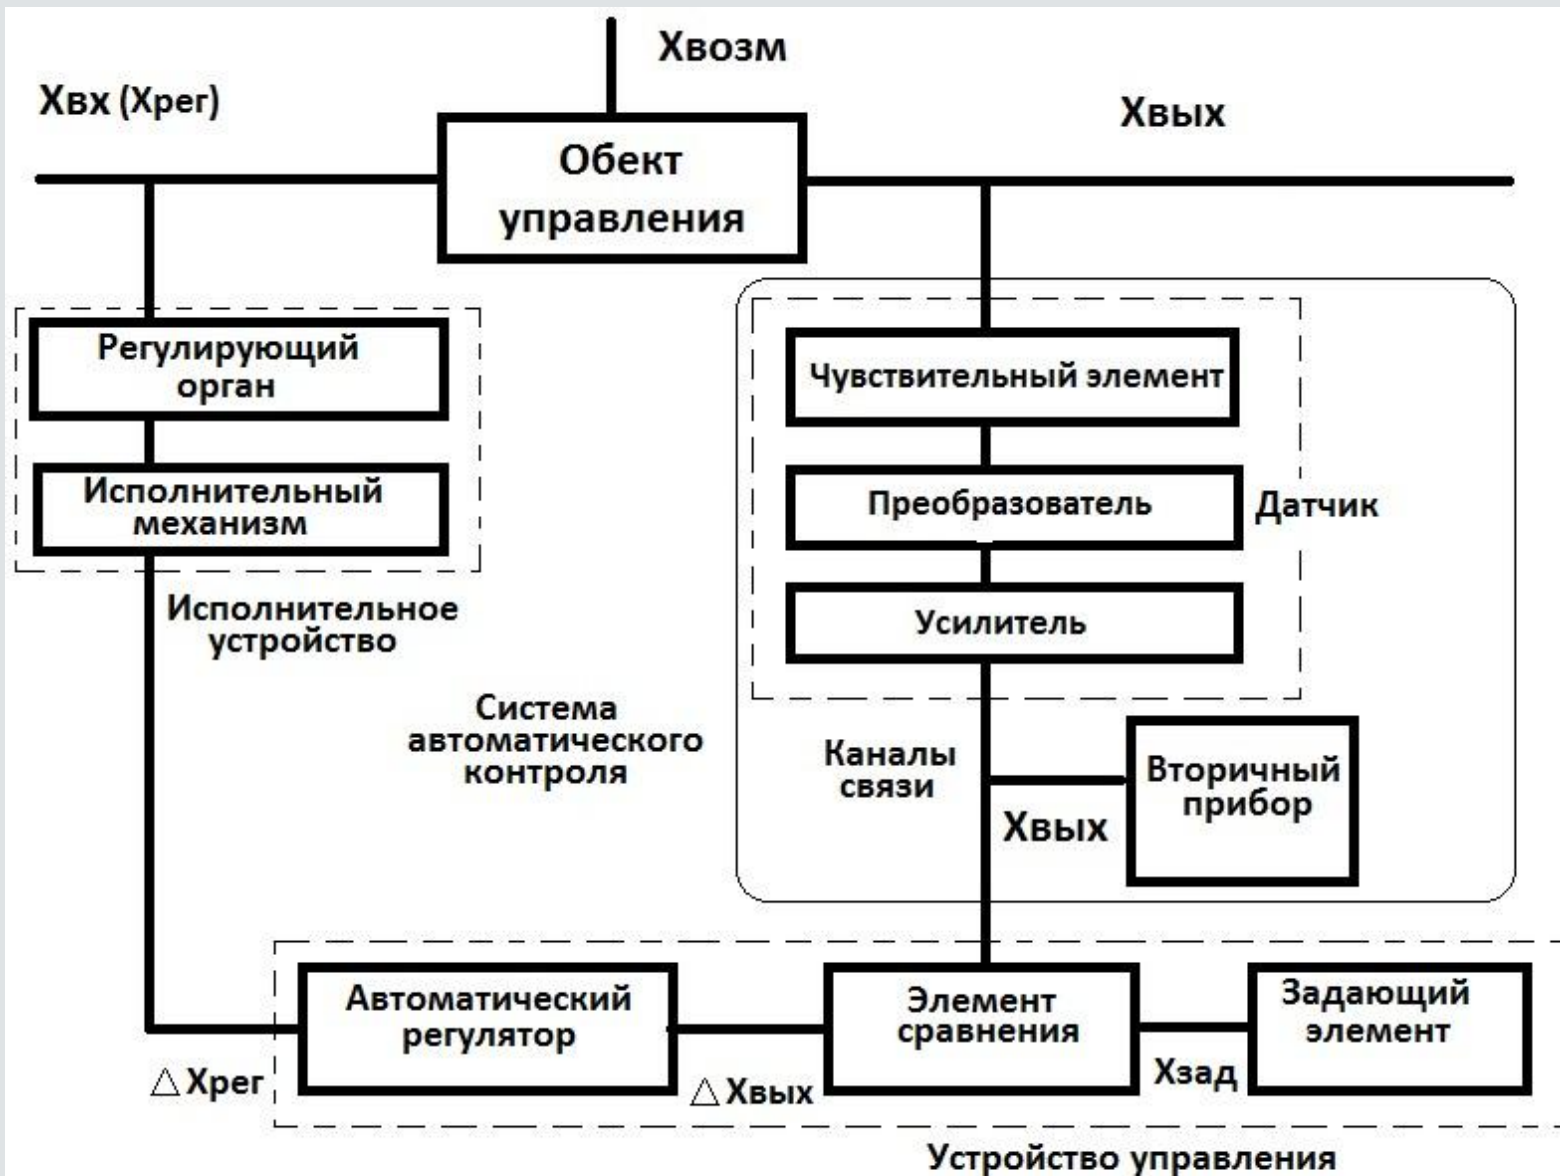 Хвозм
Хвх (Хрег)
Хвых
Обект
управления
Регулирующий
орган
Исполнительный
механизм
Исполнительное
устройство
Чувствительный элемент
Преобразователь
Датчик
Усилитель
Система
автоматического
контроля
Каналы
связи
Вторичный
прибор
Хвых
Автоматический
регулятор
Элемент
сравнения
Задающий
элемент
△ Хрег
△ Хвых
Хзад
Устройство управления